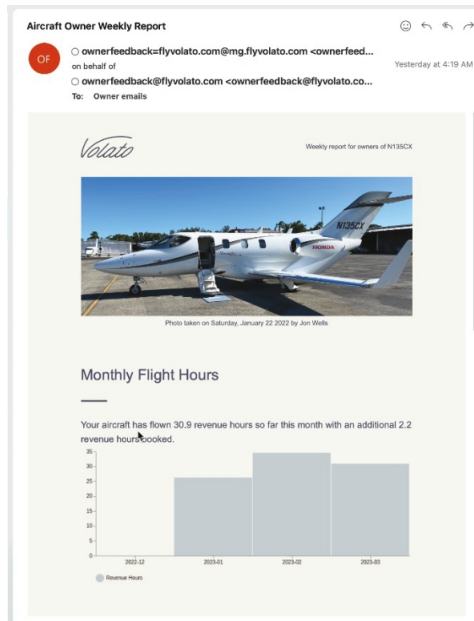 Aircraft Owner Weekly Report
OF
ownerfeedback=flyvolato.com@mg.flyvolato.com <ownerfeed...
on behalf of
ownerfeedback@flyvolato.com <ownerfeedback@flyvolato.co...
Yesterday at 4:19 AM
To: Owner emails
Volato
Weekly report for owners of N135CX
N135CX
HONDA
Photo taken on Saturday, January 22 2022 by Jon Wells
Monthly Flight Hours
Your aircraft has flown 30.9 revenue hours so far this month with an additional 2.2
revenue hours booked.
35
30
25
20
15
10
5
0
2022-12 2023-01 2023-02 2023-03
Revenue Hours